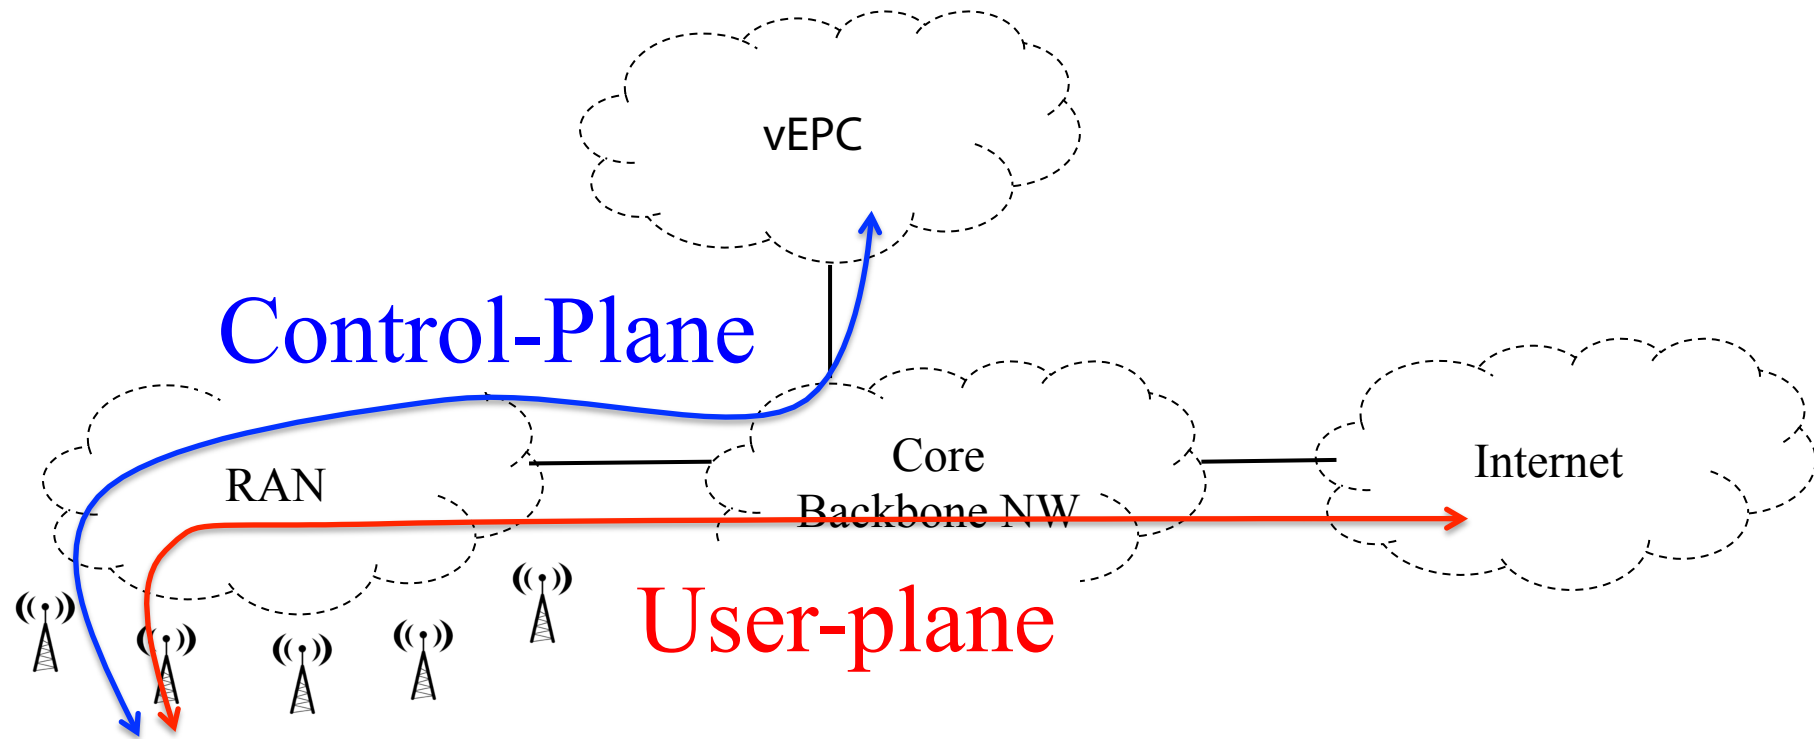 vEPC
Control-Plane
RAN
Core
Backbone NW
Internet
User-plane